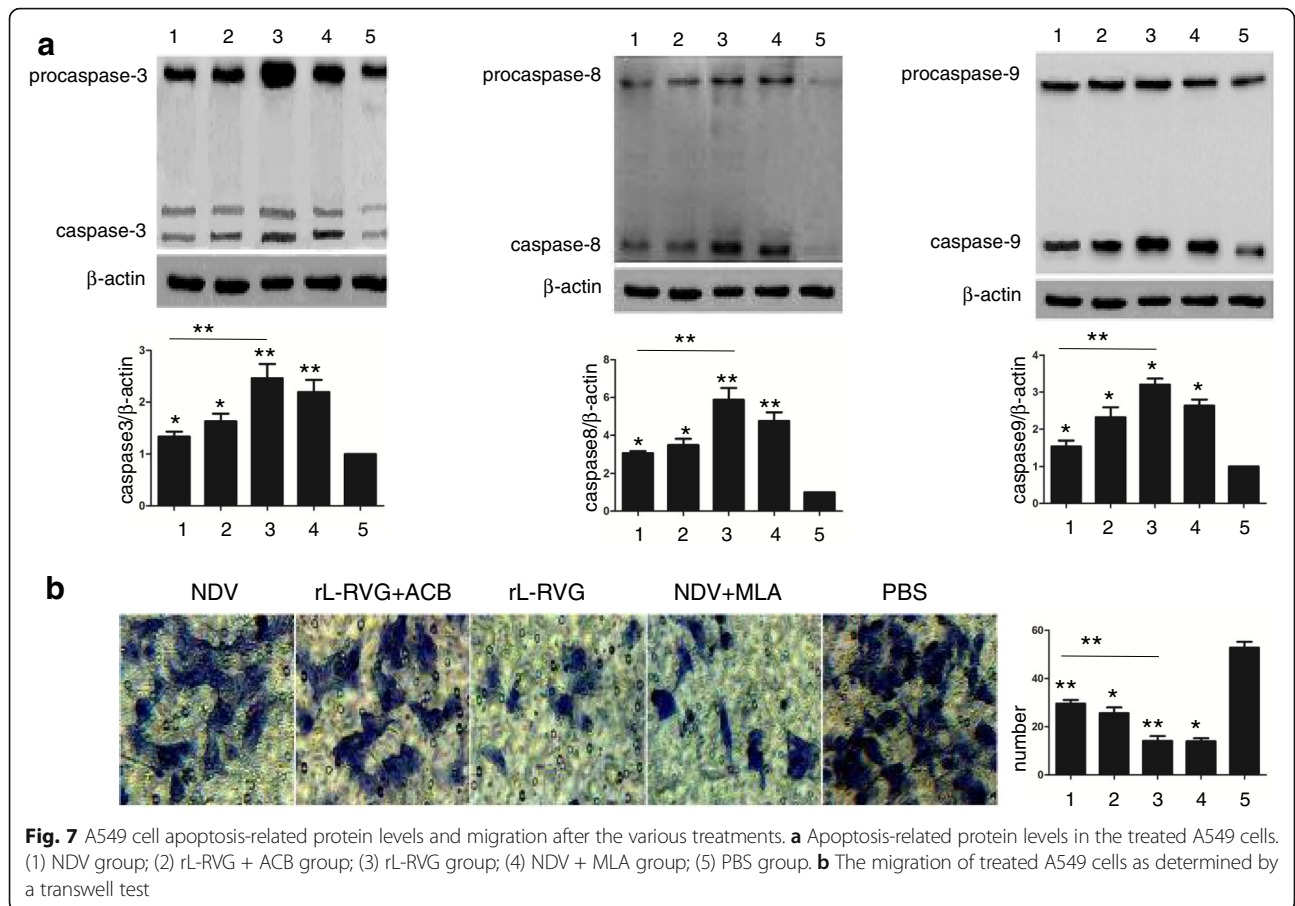 a
1 2 3 4 5
procaspase-3
caspase-3
β-actin
**
** **
* *
caspase3/β-actin
3
2
1
0
1 2 3 4 5
1 2 3 4 5
procaspase-8
caspase-8
β-actin
**
** **
* *
caspase8/β-actin
8
6
4
2
0
1 2 3 4 5
1 2 3 4 5
procaspase-9
caspase-9
β-actin
**
* * * *
caspase9/β-actin
4
3
2
1
0
1 2 3 4 5
b
NDV rL-RVG+ACB rL-RVG NDV+MLA PBS
**
** * ** *
number
60
40
20
0
1 2 3 4 5
Fig. 7 A549 cell apoptosis-related protein levels and migration after the various treatments. a Apoptosis-related protein levels in the treated A549 cells.
(1) NDV group; (2) rL-RVG + ACB group; (3) rL-RVG group; (4) NDV + MLA group; (5) PBS group. b The migration of treated A549 cells as determined by
a transwell test